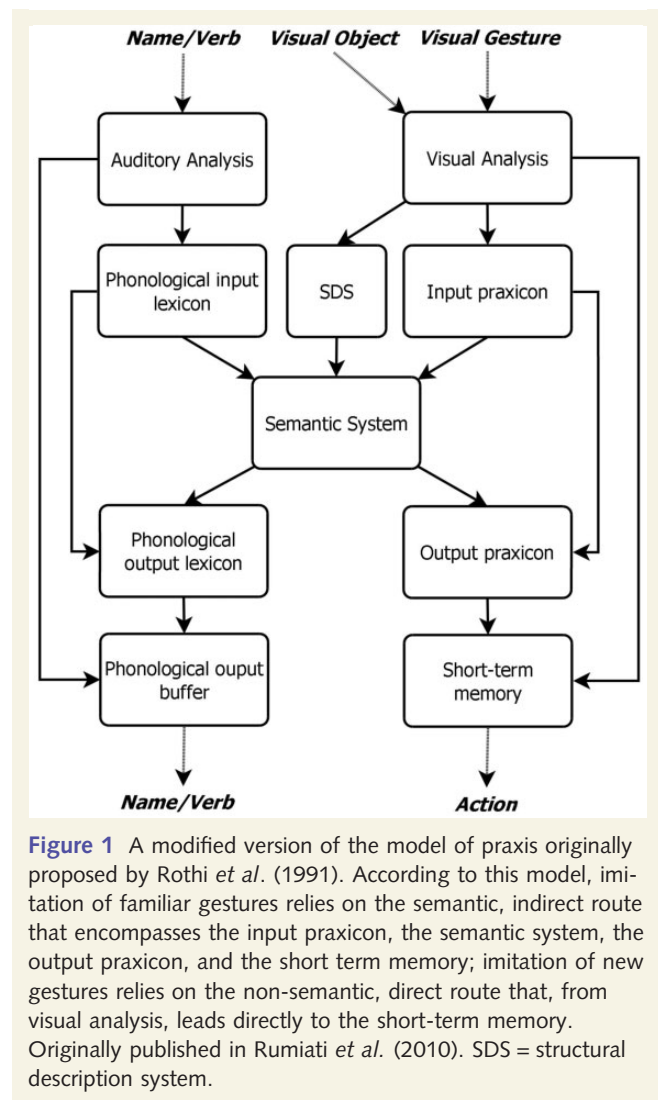 Name/Verb Visual Object Visual Gesture
Auditory Analysis
Visual Analysis
Phonological input
lexicon
SDS
Input praxicon
Semantic System
Phonological
output lexicon
Output praxicon
Phonological ouput
buffer
Short-term
memory
Name/Verb
Action
Figure 1 A modified version of the model of praxis originally
proposed by Rothi et al. (1991). According to this model, imi-
tation of familiar gestures relies on the semantic, indirect route
that encompasses the input praxicon, the semantic system, the
output praxicon, and the short term memory; imitation of new
gestures relies on the non-semantic, direct route that, from
visual analysis, leads directly to the short-term memory.
Originally published in Rumiati et al. (2010). SDS = structural
description system.